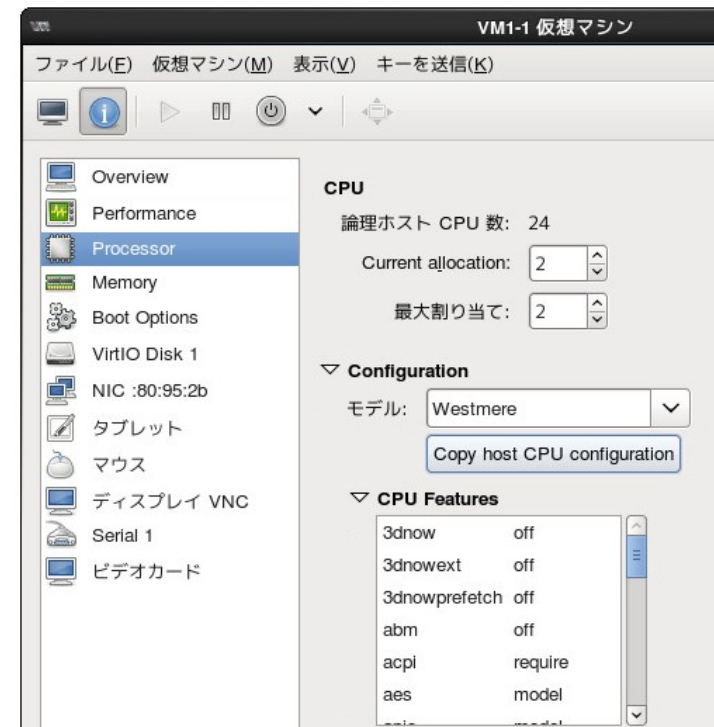 VM1-1 仮想マシン
ファイル(F) 仮想マシン(M) 表示(V) キーを送信(K)
Overview
Performance
Processor
Memory
Boot Options
VirtIO Disk 1
NIC :80:95:2b
タブレット
マウス
ディスプレイ VNC
Serial 1
ビデオカード
CPU
論理ホスト CPU 数: 24
Current allocation: 2
最大割り当て: 2
Configuration
モデル: Westmere
Copy host CPU configuration
CPU Features
3dnow off
3dnowext off
3dnowprefetch off
abm off
acpi require
aes model